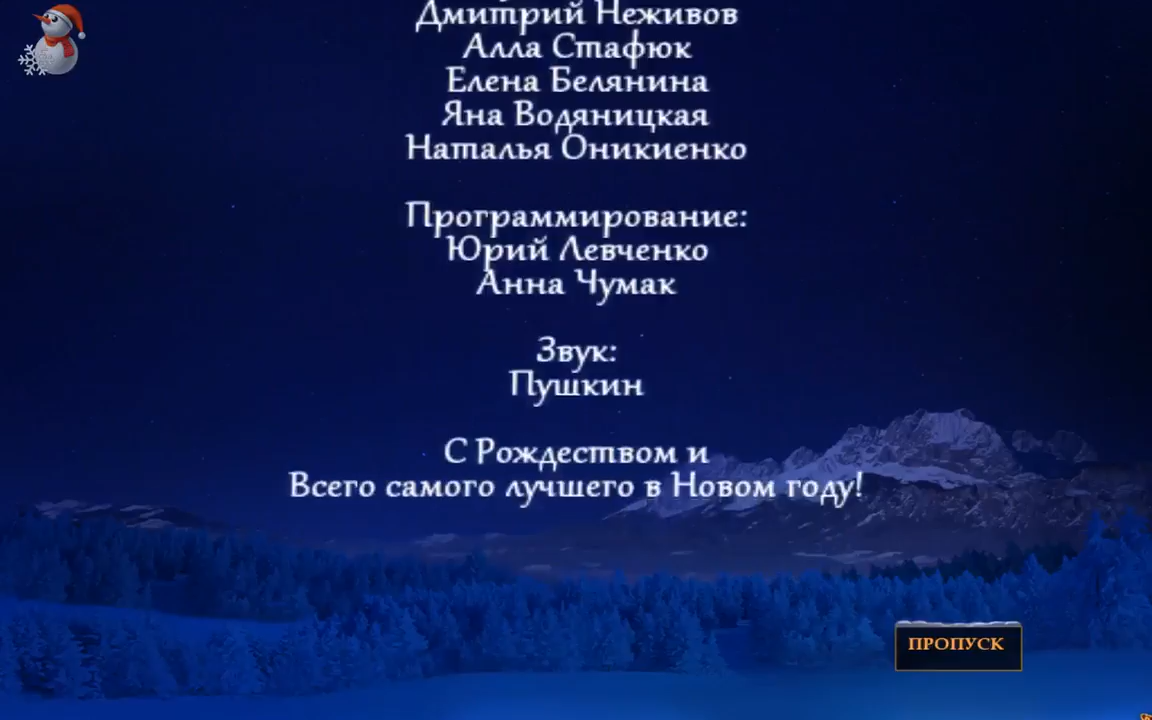 Дмитрий Неживов
Алла Стафюк
Елена Белянина
Яна Водяницкая
Наталья Оникиенко
Программирование:
Юрий Левченко
Анна Чумак
Звук:
Пушкин
С Рождеством и
Всего самого лучшего в Новом году!
ПРОПУСК